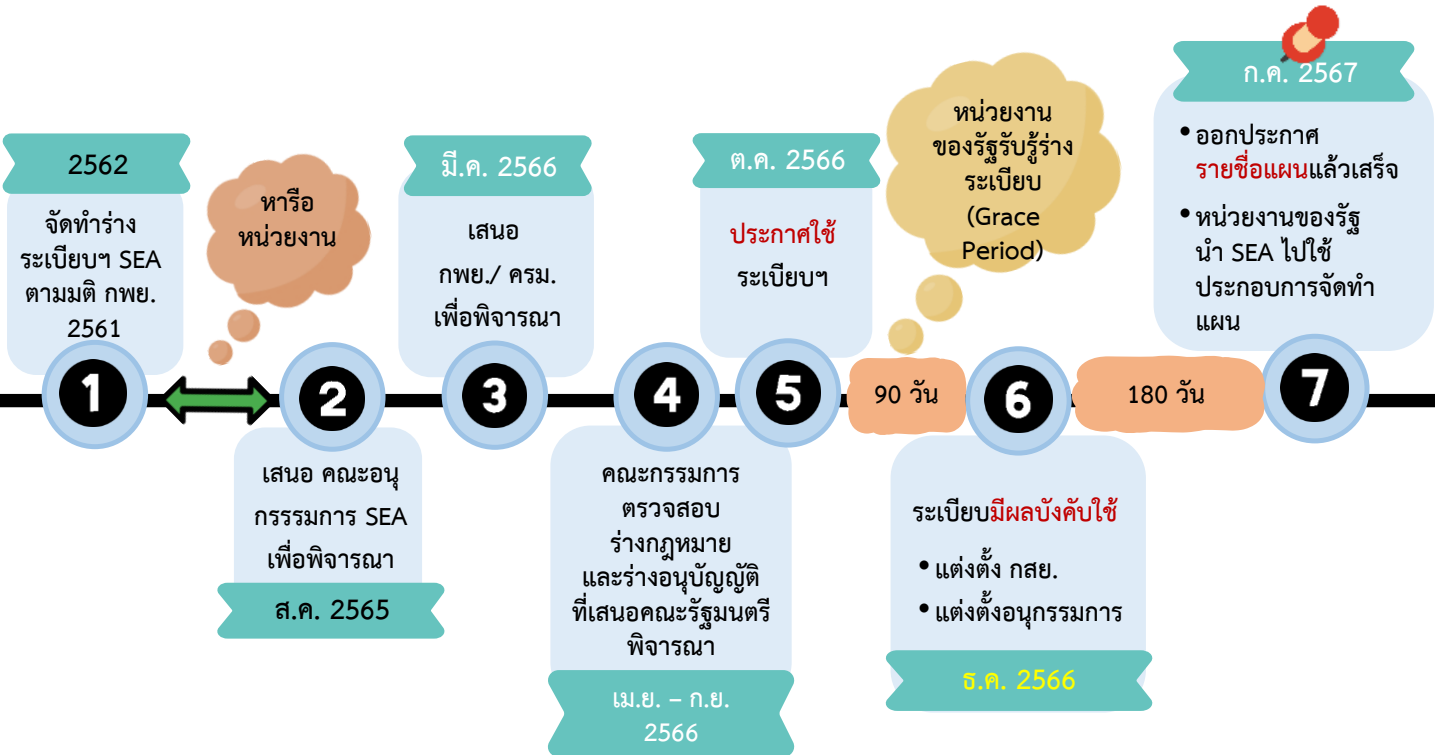 2562
จัดทำร่าง
ระเบียบฯ SEA
ตามมติ กพย.
2561
1
หารือ
หน่วยงาน
2
เสนอ คณะอนุ
กรรรมการ SEA
เพื่อพิจารณา
ส.ค. 2565
มี.ค. 2566
เสนอ
กพย./ ครม.
เพื่อพิจารณา
3
4
คณะกรรมการ
ตรวจสอบ
ร่างกฎหมาย
และร่างอนุบัญญัติ
ที่เสนอคณะรัฐมนตรี
พิจารณา
เม.ย. – ก.ย.
2566
ต.ค. 2566
ประกาศใช้
ระเบียบฯ
5
หน่วยงาน
ของรัฐรับรู้ร่าง
ระเบียบ
(Grace
Period)
90 วัน
6
ระเบียบมีผลบังคับใช้
• แต่งตั้ง กสย.
• แต่งตั้งอนุกรรมการ
ธ.ค. 2566
180 วัน
ก.ค. 2567
• ออกประกาศ
รายชื่อแผนแล้วเสร็จ
• หน่วยงานของรัฐ
นำ SEA ไปใช้
ประกอบการจัดทำ
แผน
7